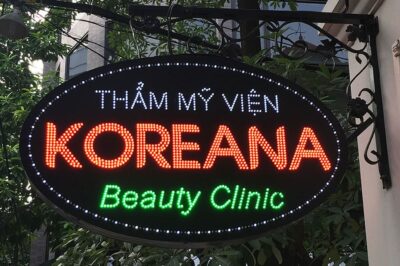 THẨM MỸ VIỆN
KOREANA
Beauty Clinic